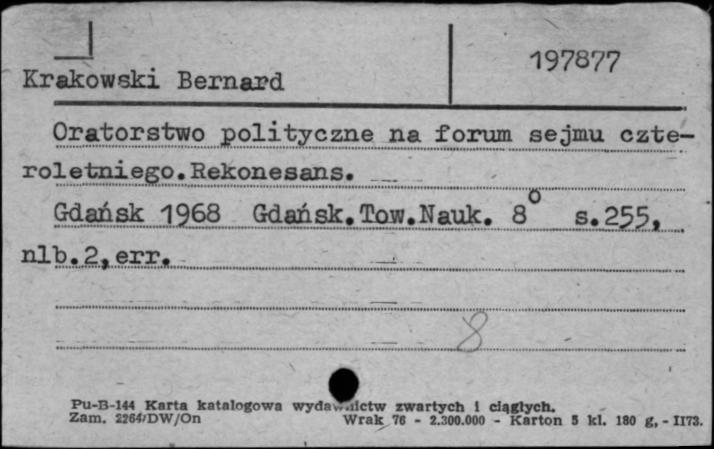 197877
Krakowski Bernard
Oratorstwo polityczne na forum sejmu czte-
roletniego. Rekonesans.
Gdańsk 1968 Gdańsk. Tow. Nauk. 8° s. 255,
nlb. 2, err.
8
Pu-B-144 Karta katalogowa wydawnictw zwartych i ciągłych.
Zam. 2264/DW/On Wrak 76 - 2.300.000 - Karton 5 kl. 180 g, - II73.